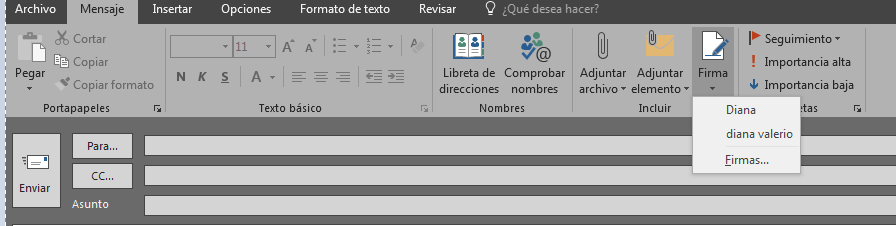 Archivo Mensaje Insertar Opciones Formato de texto Revisar ¿Qué desea hacer?
Pegar
Cortar
Copiar
Copiar formato
Portapapeles
11 A A
N K S A
Texto básico
Libreta de direcciones
Comprobar nombres
Nombres
Adjuntar archivo
Adjuntar elemento
Firma
Incluir
Seguimiento
Importancia alta
Importancia baja
etas
Diana
diana valerio
Firmas...
Enviar
Para...
CC...
Asunto